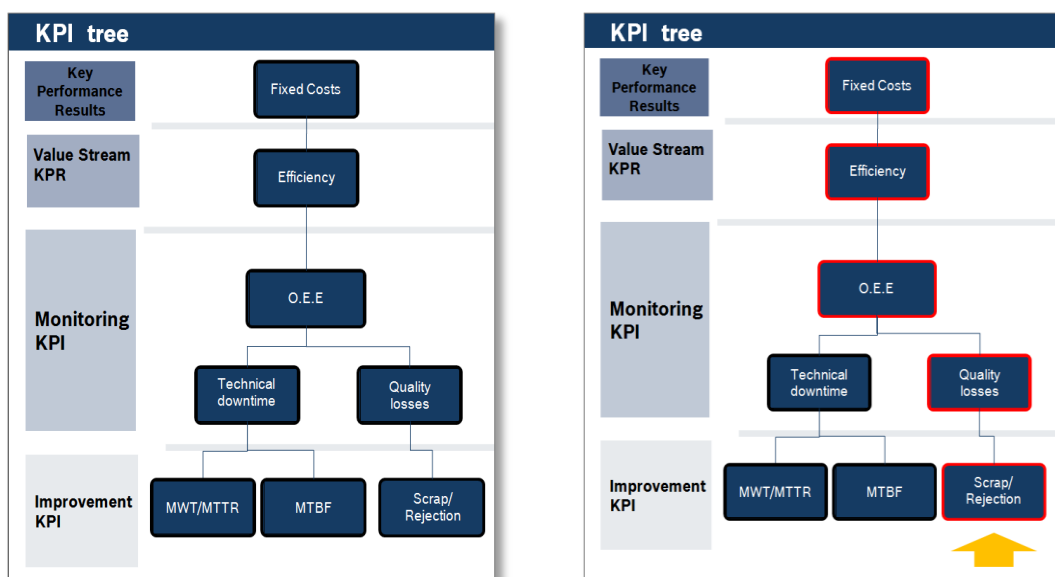 KPI tree
Key
Performance
Results
Fixed Costs
Value Stream
KPR
Efficiency
Monitoring
KPI
O.E.E
Technical
downtime
Quality
losses
Improvement
KPI
MWT/MTTR
MTBF
Scrap/
Rejection
KPI tree
Key
Performance
Results
Fixed Costs
Value Stream
KPR
Efficiency
Monitoring
KPI
O.E.E
Technical
downtime
Quality
losses
Improvement
KPI
MWT/MTTR
MTBF
Scrap/
Rejection